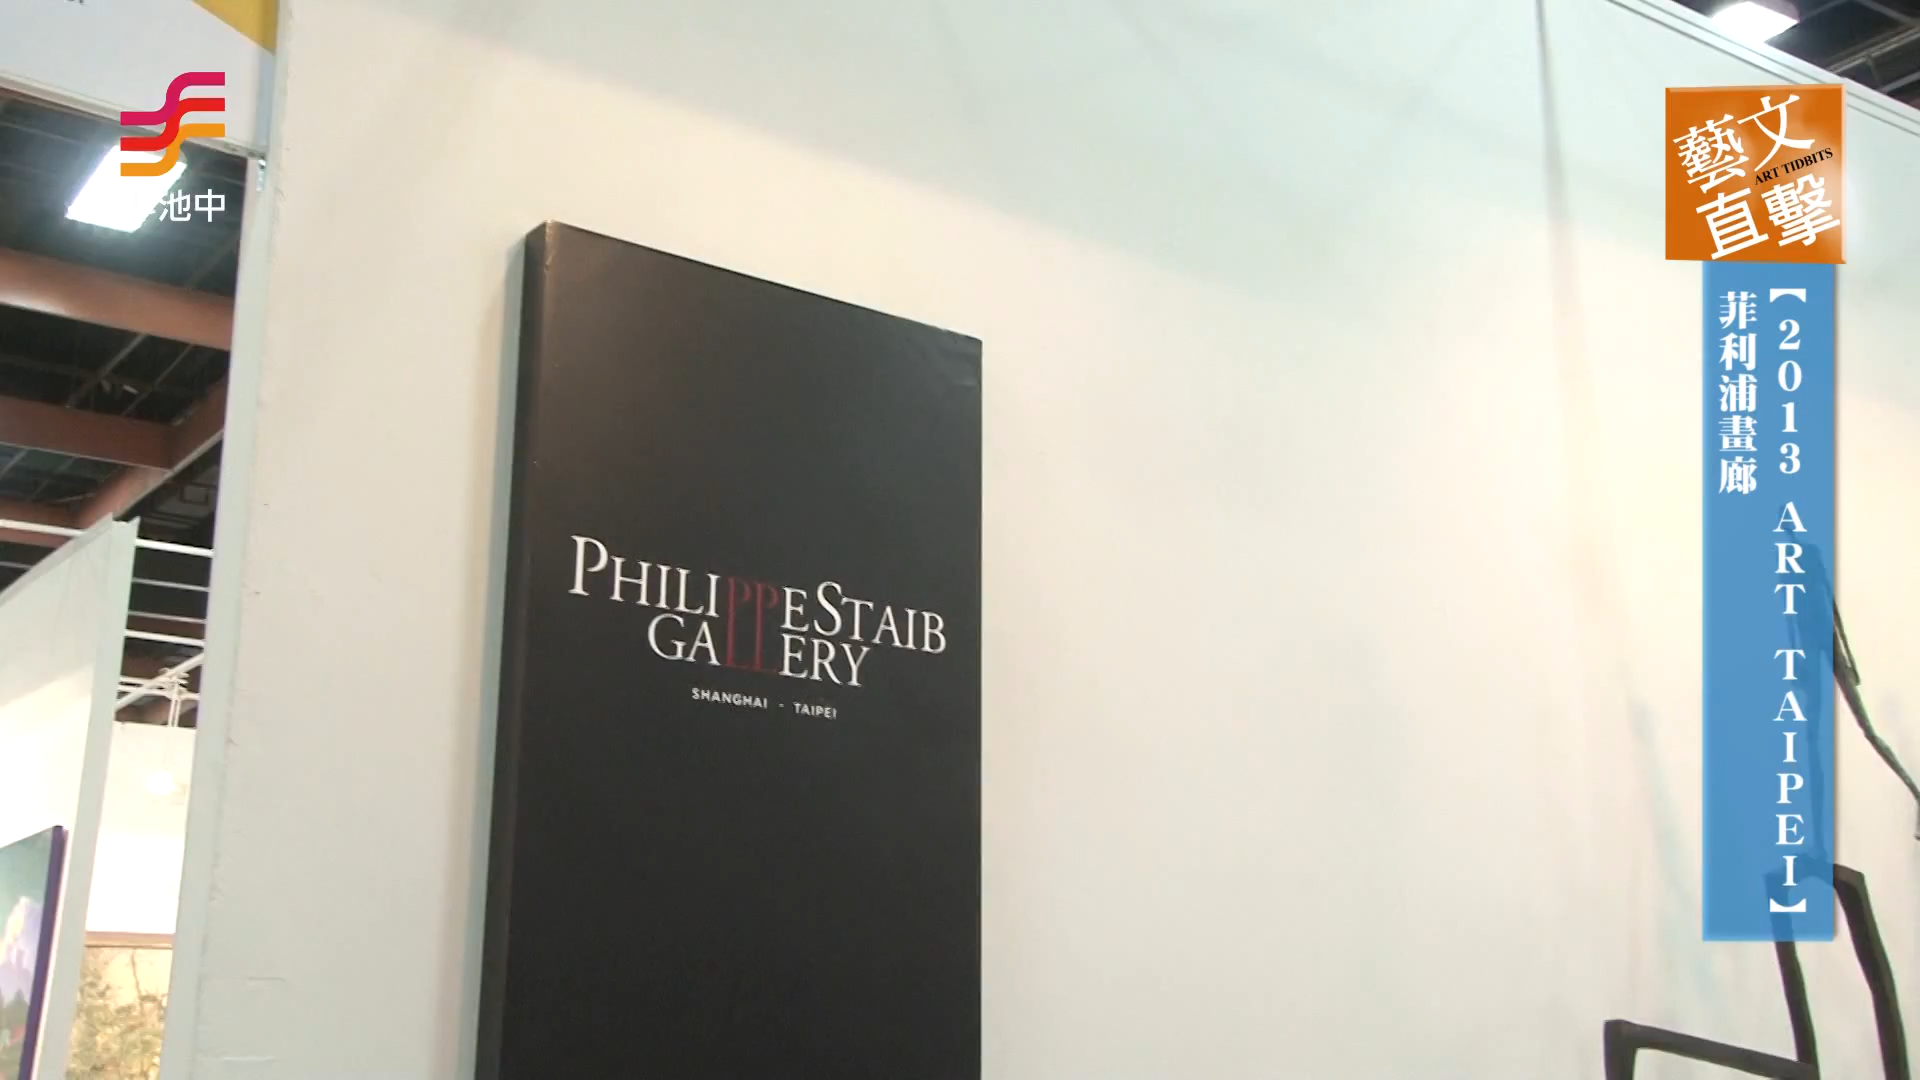 池中
藝文
ART TIDBITS
直擊
【2013 ART TAIPEI】
菲利浦畫廊
PHILIPPE STAIB
GALLERY
SHANGHAI - TAIPEI